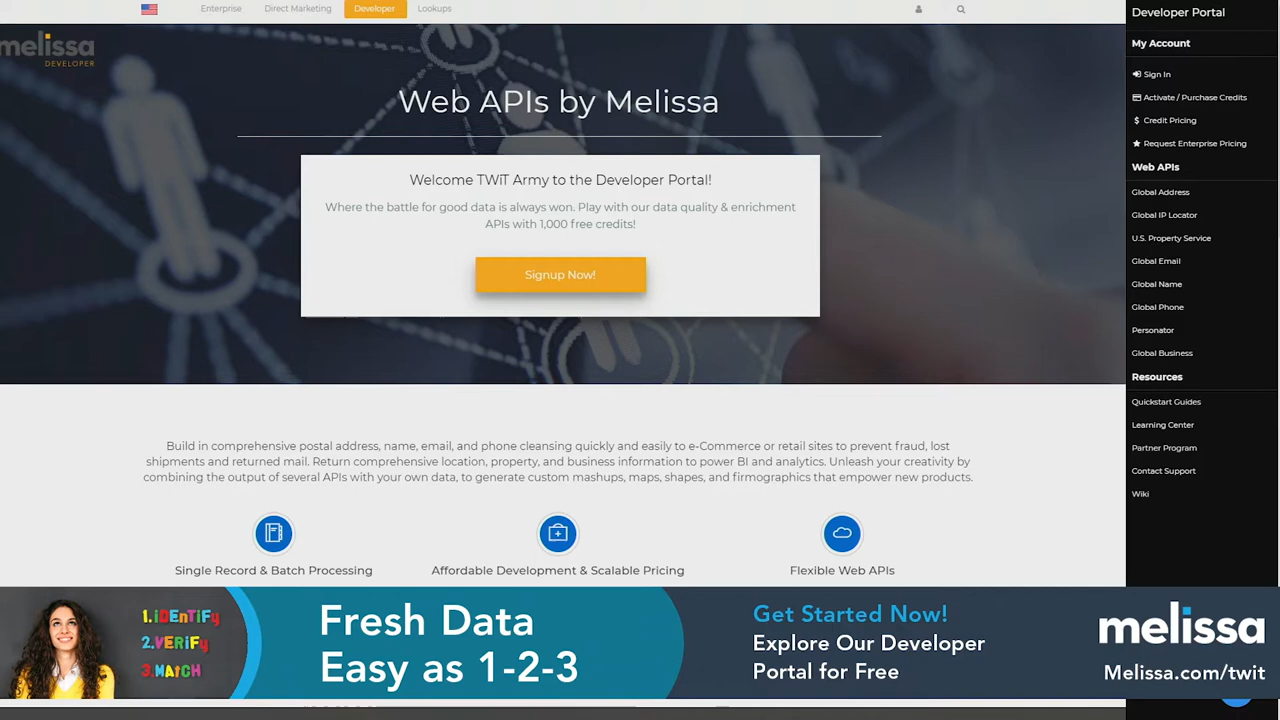 Enterprise
Direct Marketing
Developer
Lookups
melissa
DEVELOPER
Web APIs by Melissa
Welcome TWiT Army to the Developer Portal!
Where the battle for good data is always won. Play with our data quality & enrichment
APIs with 1,000 free credits!
Signup Now!
Build in comprehensive postal address, name, email, and phone cleansing quickly and easily to e-Commerce or retail sites to prevent fraud, lost
shipments and returned mail. Return comprehensive location, property, and business information to power BI and analytics. Unleash your creativity by
combining the output of several APIs with your own data, to generate custom mashups, maps, shapes, and firmographics that empower new products.
Single Record & Batch Processing
Affordable Development & Scalable Pricing
Flexible Web APIs
Developer Portal
My Account
Sign In
Activate / Purchase Credits
Credit Pricing
Request Enterprise Pricing
Web APIs
Global Address
Global IP Locator
U.S. Property Service
Global Email
Global Name
Global Phone
Personator
Global Business
Resources
Quickstart Guides
Learning Center
Partner Program
Contact Support
Wiki
1.iDEnTiFy
2.VERiFy
3.MAtCH
Fresh Data
Easy as 1-2-3
Get Started Now!
Explore Our Developer
Portal for Free
melissa
Melissa.com/twit